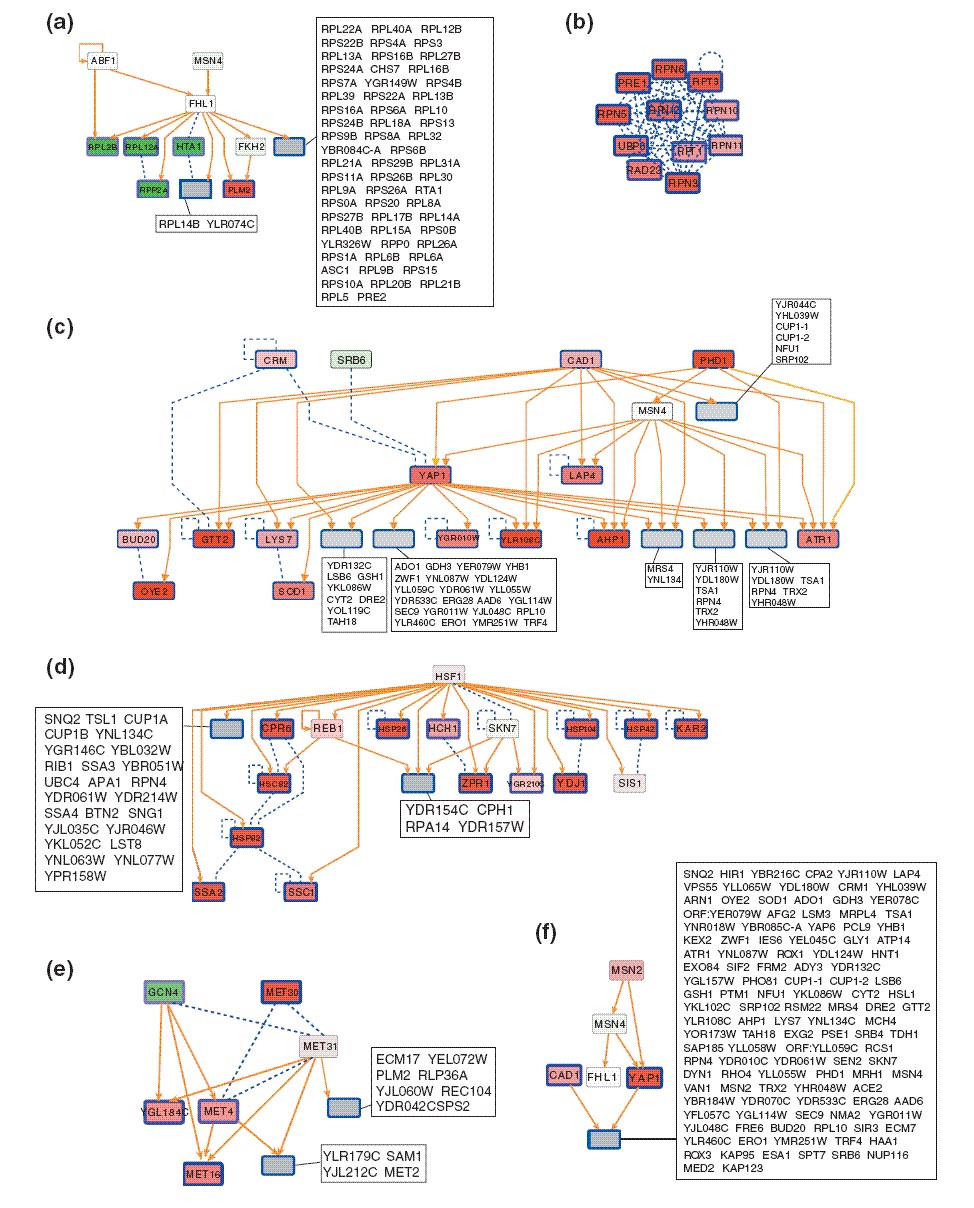 (a)
ABF1
MSN4
FHL1
RPL2B RPL12A HTA1 FKH2
RPP2A PLM2
RPL14B YLR074C
RPL22A RPL40A RPL12B
RPS22B RPS4A RPS3
RPL13A RPS16B RPL27B
RPS24A CHS7 RPL16B
RPS7A YGR149W RPS4B
RPL39 RPS22A RPL13B
RPS16A RPS6A RPL10
RPS24B RPL18A RPS13
RPS9B RPS8A RPL32
YBR084C-A RPS6B
RPL21A RPS29B RPL31A
RPS11A RPS26B RPL30
RPL9A RPS26A RTA1
RPS0A RPS20 RPL8A
RPS27B RPL17B RPL14A
RPL40B RPL15A RPS0B
YLR326W RPP0 RPL26A
RPS1A RPL6B RPL6A
ASC1 RPL9B RPS15
RPS10A RPL20B RPL21B
RPL5 PRE2
(b)
RPN6
PRE1 RPT3
RPN5 RPN12 RPN10
UBP6 RPT1 RPN11
RAD23
RPN3
(c)
CRM SRB6 CAD1 PHD1
YJR044C
YHL039W
CUP1-1
CUP1-2
NFU1
SRP102
MSN4
YAP1 LAP4
BUD20 GTT2 LYS7 YGR010W YLR108C AHP1 ATR1
OYE2 SOD1
YDR132C
LSB6 GSH1
YKL086W
CYT2 DRE2
YOL119C
TAH18
ADO1 GDH3 YER079W YHB1
ZWF1 YNL087W YDL124W
YLL059C YDR061W YLL055W
YDR533C ERG28 AAD6 YGL114W
SEC9 YGR011W YJL048C RPL10
YLR460C ERO1 YMR251W TRF4
MRS4
YNL134
YJR110W
YDL180W
TSA1
RPN4
TRX2
YHR048W
YJR110W
YDL180W TSA1
RPN4 TRX2
YHR048W
(d)
HSF1
CPR6 REB1 HSP26 HCH1 SKN7 HSP104 HSP42 KAR2
HSC82 ZPR1 YGR210C YDJ1 SIS1
HSP82
SSA2 SSC1
SNQ2 TSL1 CUP1A
CUP1B YNL134C
YGR146C YBL032W
RIB1 SSA3 YBR051W
UBC4 APA1 RPN4
YDR061W YDR214W
SSA4 BTN2 SNG1
YJL035C YJR046W
YKL052C LST8
YNL063W YNL077W
YPR158W
YDR154C CPH1
RPA14 YDR157W
(e)
GCN4 MET30
MET31
YGL184C MET4
MET16
ECM17 YEL072W
PLM2 RLP36A
YJL060W REC104
YDR042CSPS2
YLR179C SAM1
YJL212C MET2
(f)
MSN2
MSN4
CAD1 FHL1 YAP1
SNQ2 HIR1 YBR216C CPA2 YJR110W LAP4
VPS55 YLL065W YDL180W CRM1 YHL039W
ARN1 OYE2 SOD1 ADO1 GDH3 YER078C
ORF:YER079W AFG2 LSM3 MRPL4 TSA1
YNR018W YBR085C-A YAP6 PCL9 YHB1
KEX2 ZWF1 IES6 YEL045C GLY1 ATP14
ATR1 YNL087W ROX1 YDL124W HNT1
EXO84 SIF2 FRM2 ADY3 YDR132C
YGL157W PHO81 CUP1-1 CUP1-2 LSB6
GSH1 PTM1 NFU1 YKL086W CYT2 HSL1
YKL102C SRP102 RSM22 MRS4 DRE2 GTT2
YLR108C AHP1 LYS7 YNL134C MCH4
YOR173W TAH18 EXG2 PSE1 SRB4 TDH1
SAP185 YLL058W ORF:YLL059C RCS1
RPN4 YDR010C YDR061W SEN2 SKN7
DYN1 RHO4 YLL055W PHD1 MRH1 MSN4
VAN1 MSN2 TRX2 YHR048W ACE2
YBR184W YDR070C YDR533C ERG28 AAD6
YFL057C YGL114W SEC9 NMA2 YGR011W
YJL048C FRE6 BUD20 RPL10 SIR3 ECM7
YLR460C ERO1 YMR251W TRF4 HAA1
ROX3 KAP95 ESA1 SPT7 SRB6 NUP116
MED2 KAP123